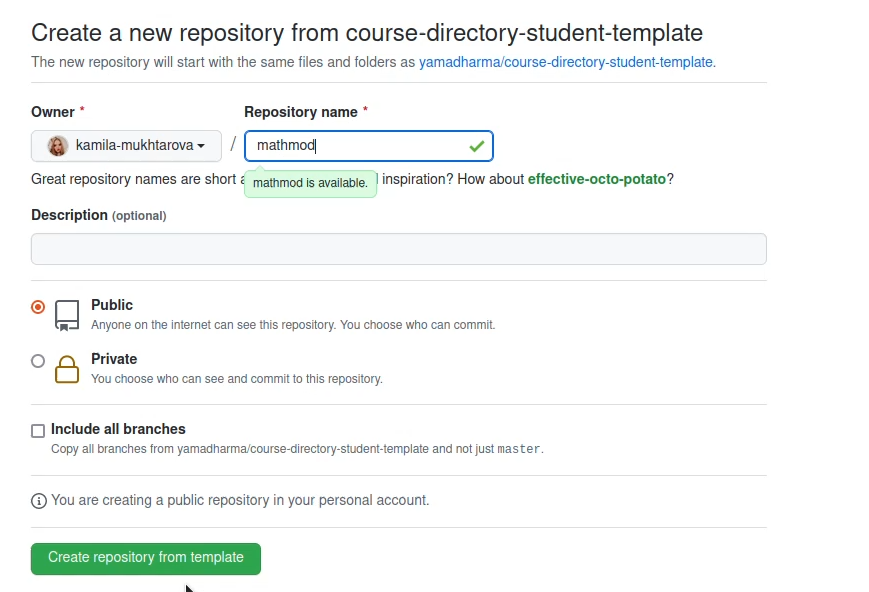 Create a new repository from course-directory-student-template
The new repository will start with the same files and folders as yamadharma/course-directory-student-template.
Owner * Repository name *
kamila-mukhtarova / mathmod
Great repository names are short inspiration? How about effective-octo-potato?
mathmod is available.
Description (optional)
Public
Anyone on the internet can see this repository. You choose who can commit.
Private
You choose who can see and commit to this repository.
Include all branches
Copy all branches from yamadharma/course-directory-student-template and not just master.
You are creating a public repository in your personal account.
Create repository from template